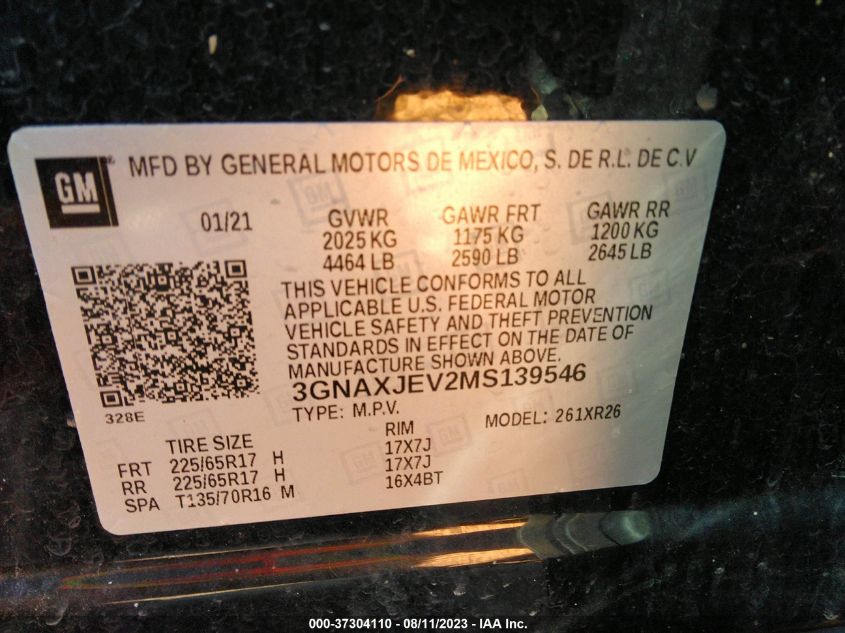 GM®
MFD BY GENERAL MOTORS DE MEXICO, S. DE R.L. DE C.V
01/21
GVWR GAWR FRT GAWR RR
2025 KG 1175 KG 1200 KG
4464 LB 2590 LB 2645 LB
THIS VEHICLE CONFORMS TO ALL
APPLICABLE U.S. FEDERAL MOTOR
VEHICLE SAFETY AND THEFT PREVENTION
STANDARDS IN EFFECT ON THE DATE OF
MANUFACTURE SHOWN ABOVE.
3GNAXJEV2MS139546
328E
TYPE: M.P.V. MODEL: 261XR26
TIRE SIZE RIM
FRT 225/65R17 H 17X7J
RR 225/65R17 H 17X7J
SPA T135/70R16 M 16X4BT
000-37304110 - 08/11/2023 - IAA Inc.